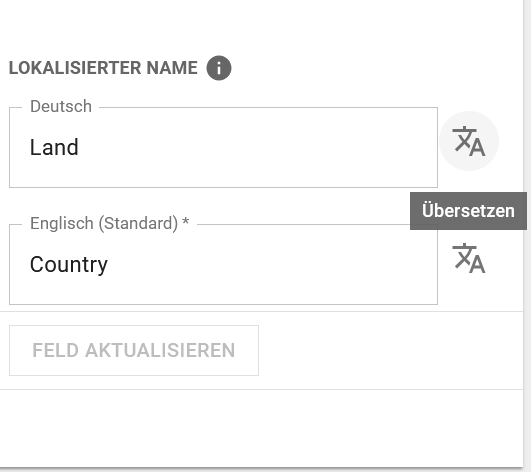 LOKALISIERTER NAME
Deutsch
Land
Übersetzen
Englisch (Standard) *
Country
FELD AKTUALISIEREN